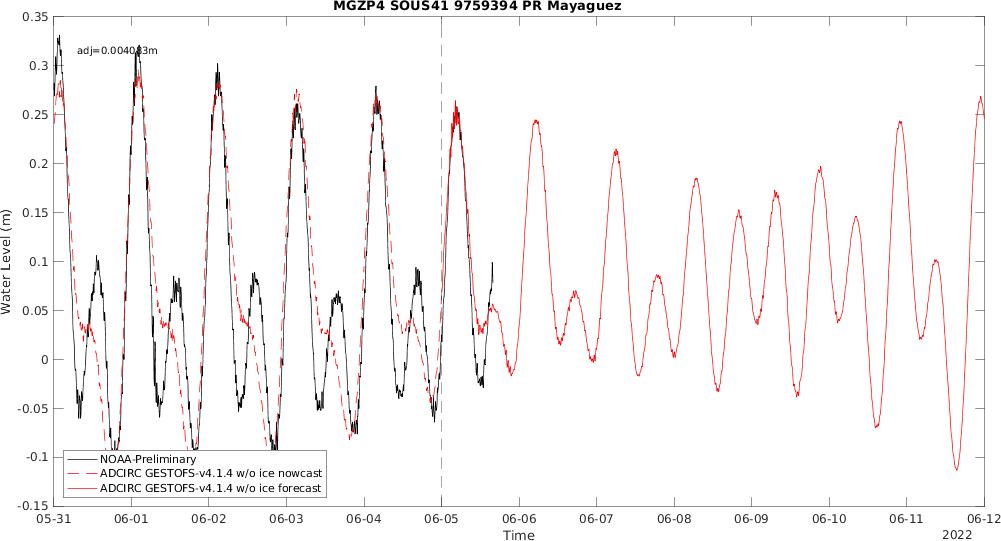 MGZP4 SOUS41 9759394 PR Mayaguez
adj=0.004083m
0.35
0.3
0.25
0.2
0.15
0.1
0.05
0
-0.05
-0.1
-0.15
Water Level (m)
NOAA-Preliminary
ADCIRC GESTOFS-v4.1.4 w/o ice nowcast
ADCIRC GESTOFS-v4.1.4 w/o ice forecast
05-31 06-01 06-02 06-03 06-04 06-05 06-06 06-07 06-08 06-09 06-10 06-11 06-12
Time
2022